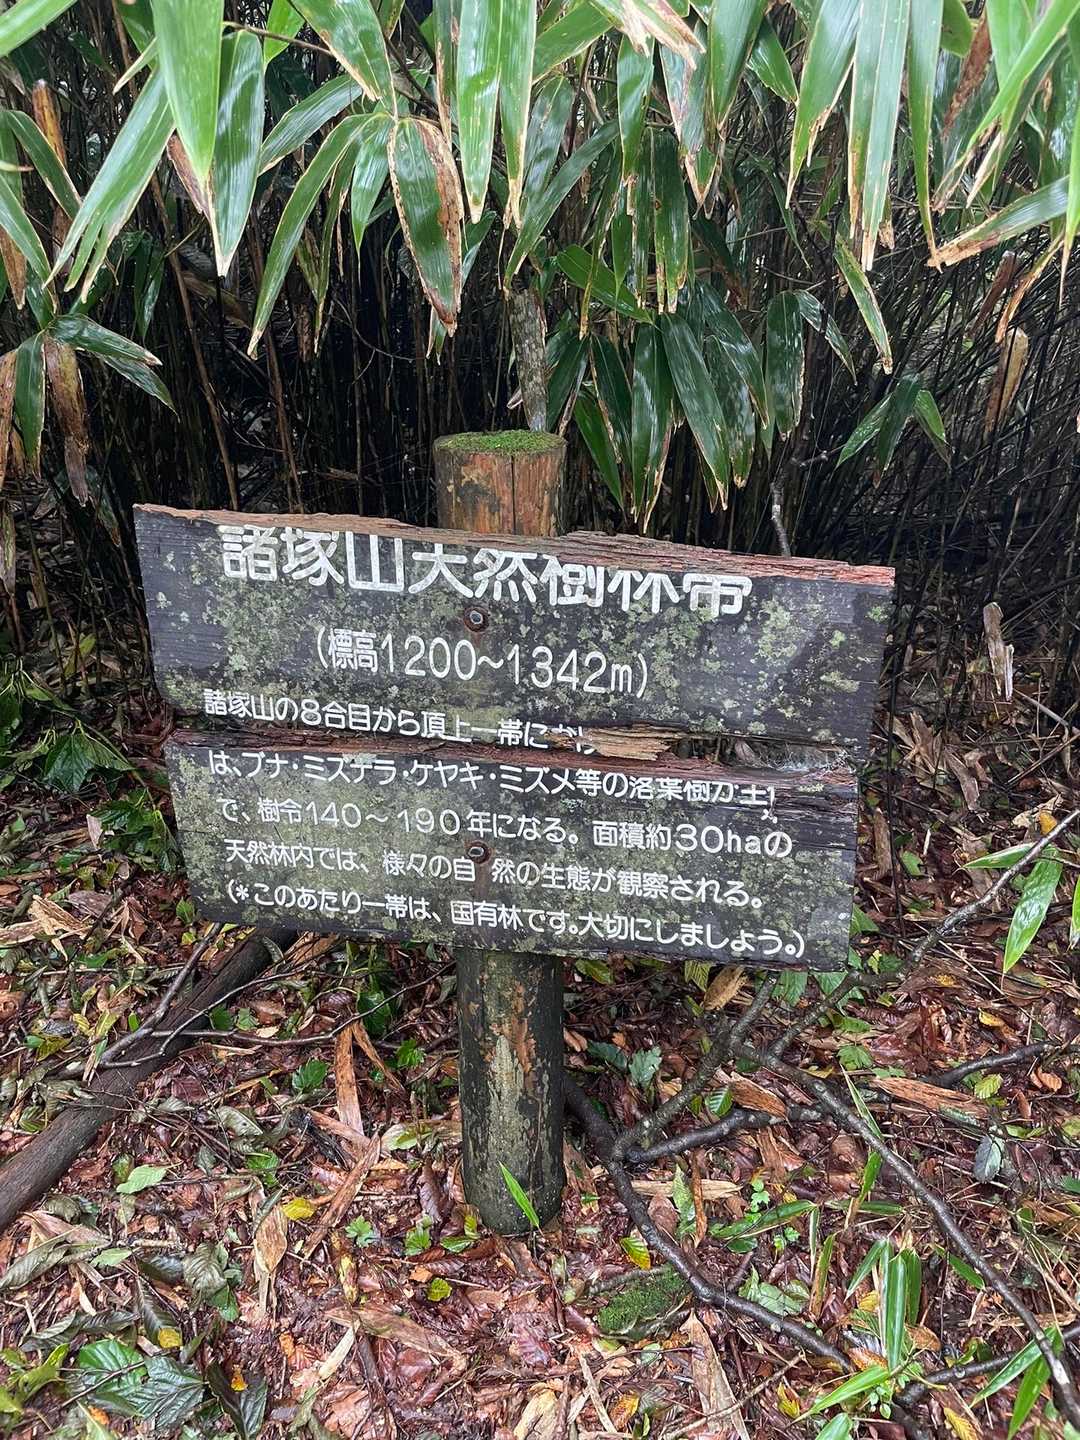 諸塚山天然樹林帯
(標高1200~1342m)
諸塚山の8合目から頂上一帯にかけ
は、ブナ・ミズナラ・ケヤキ・ミズメ等の落葉樹が主
で、樹令140~190年になる。面積約30haの
天然林内では、様々の自然の生態が観察される。
(*このあたり一帯は、国有林です。大切にしましょう。)